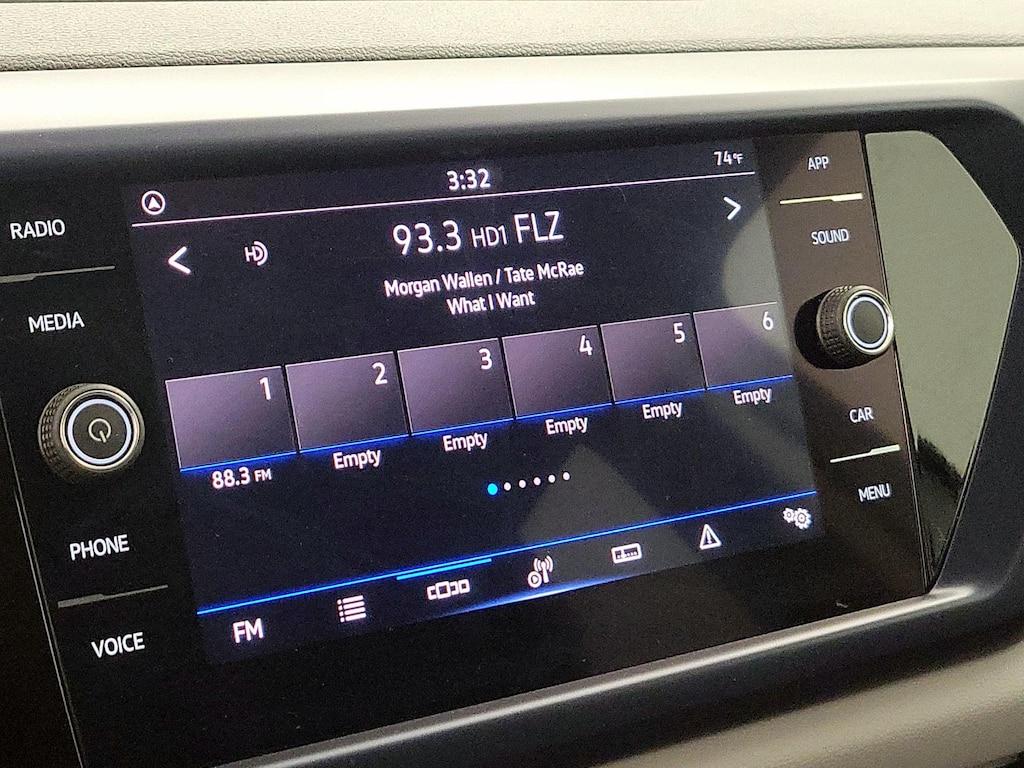 3:32
74°F
HD
93.3 HD1 FLZ
Morgan Wallen / Tate McRae
What I Want
1
2
3
4
5
6
88.3 FM
Empty
Empty
Empty
Empty
Empty
FM
RADIO
MEDIA
PHONE
VOICE
APP
SOUND
CAR
MENU